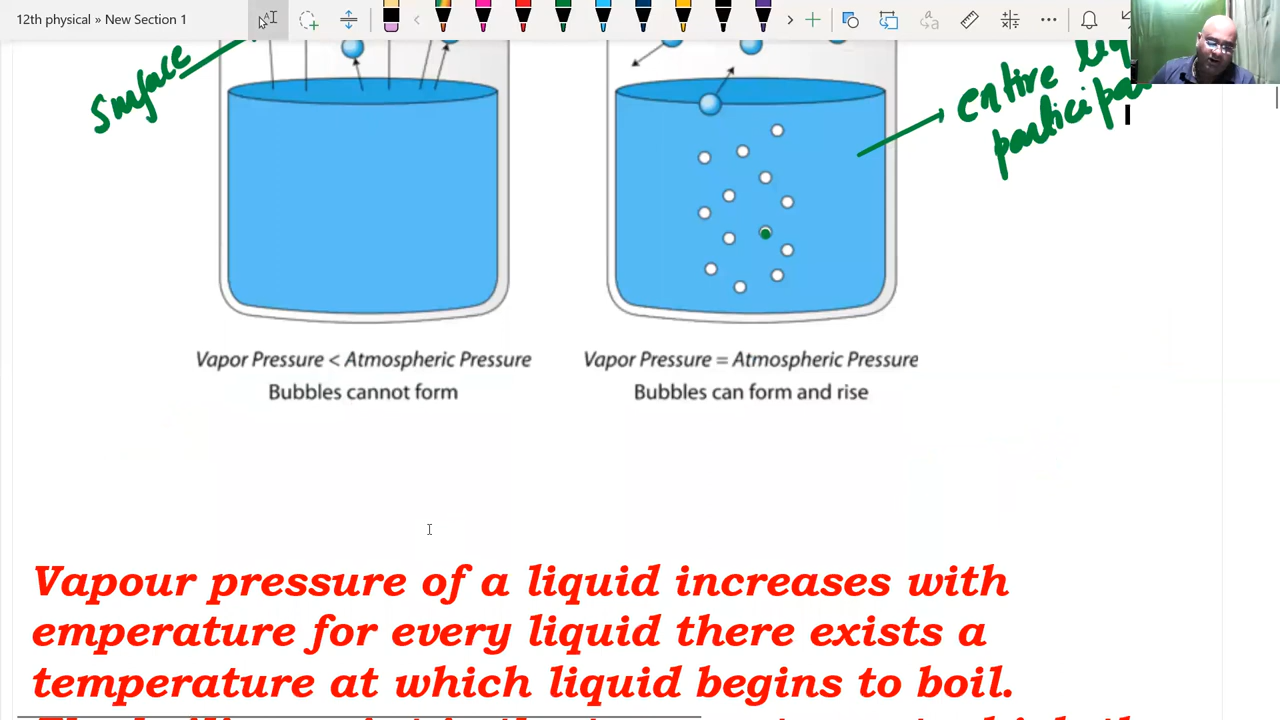 12th physical » New Section 1
Surface
entire
Vapor Pressure < Atmospheric Pressure
Bubbles cannot form
Vapor Pressure = Atmospheric Pressure
Bubbles can form and rise
Vapour pressure of a liquid increases with
emperature for every liquid there exists a
temperature at which liquid begins to boil.